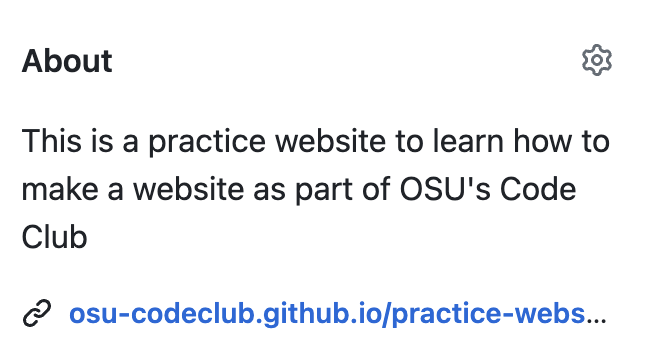 About
This is a practice website to learn how to
make a website as part of OSU's Code
Club
osu-codeclub.github.io/practice-webs...